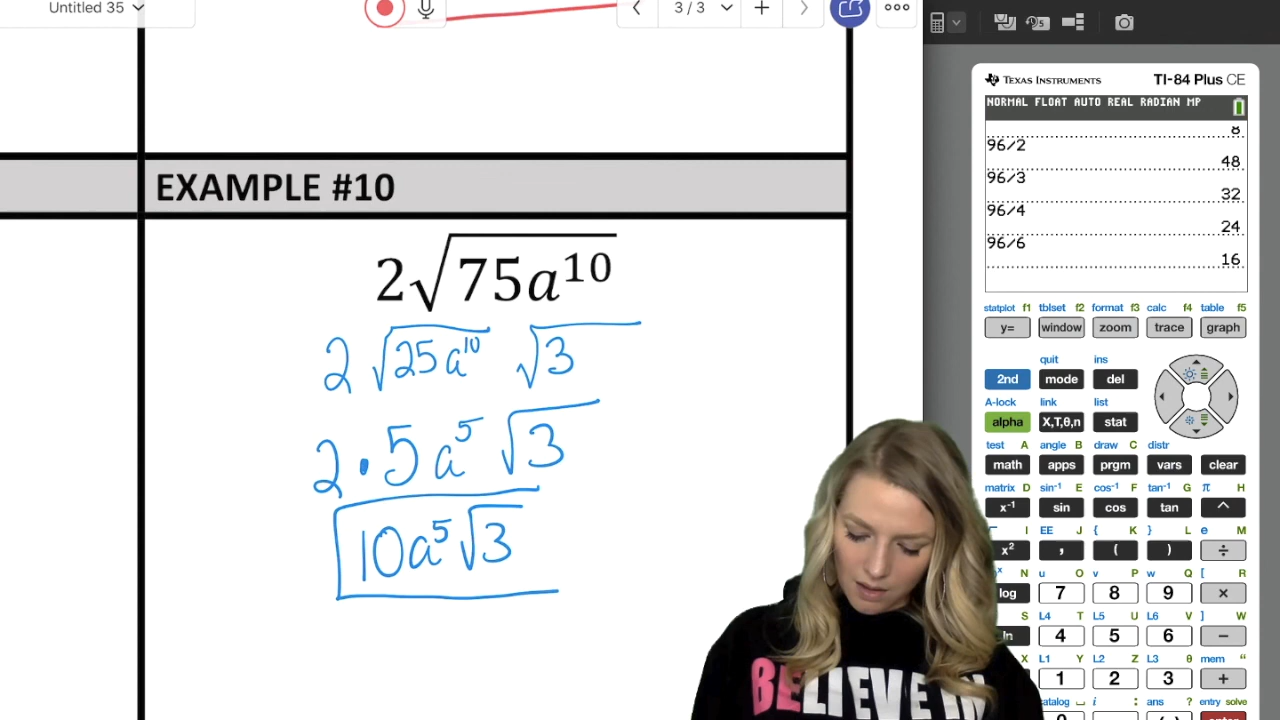 Untitled 35
3 / 3
EXAMPLE #10
2√75a¹⁰
2 √25a¹⁰ √3
2 • 5a⁵ √3
10a⁵√3
BELIEVE IN
TEXAS INSTRUMENTS TI-84 Plus CE
NORMAL FLOAT AUTO REAL RADIAN MP
8
96/2
48
96/3
32
96/4
24
96/6
16
statplot f1 tblset f2 format f3 calc f4 table f5
y= window zoom trace graph
quit ins
2nd mode del
A-lock link list
alpha X,T,θ,n stat
test A angle B draw C distr
math apps prgm vars clear
matrix D sin⁻¹ E cos⁻¹ F tan⁻¹ G π H
x⁻¹ sin cos tan ^
I EE J { K } L e M
x² , ( ) ÷
x N u O v P w Q [ R
log 7 8 9 ×
S L4 T L5 U L6 V ] W
ln 4 5 6 −
X L1 Y L2 Z L3 θ mem “
1 2 3 +
catalog i : ans ? entry solve
0 . (-) enter